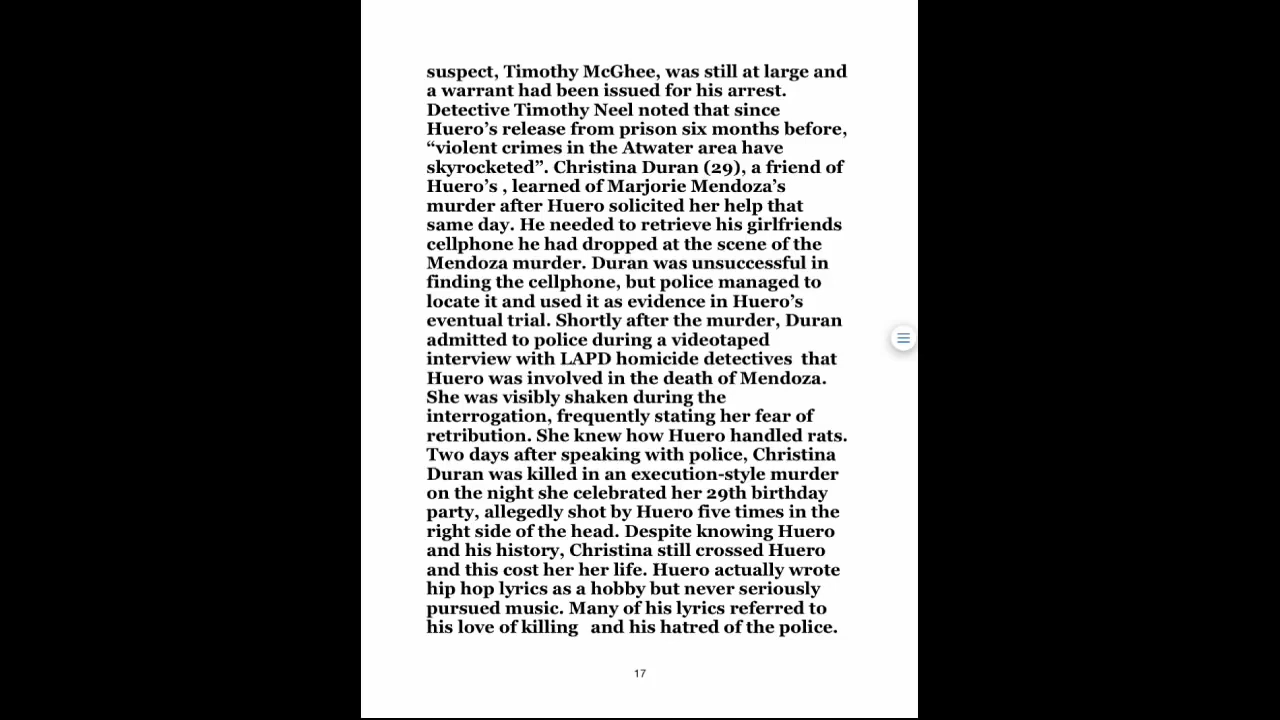 suspect, Timothy McGhee, was still at large and
a warrant had been issued for his arrest.
Detective Timothy Neel noted that since
Huero’s release from prison six months before,
“violent crimes in the Atwater area have
skyrocketed”. Christina Duran (29), a friend of
Huero’s , learned of Marjorie Mendoza’s
murder after Huero solicited her help that
same day. He needed to retrieve his girlfriends
cellphone he had dropped at the scene of the
Mendoza murder. Duran was unsuccessful in
finding the cellphone, but police managed to
locate it and used it as evidence in Huero’s
eventual trial. Shortly after the murder, Duran
admitted to police during a videotaped
interview with LAPD homicide detectives  that
Huero was involved in the death of Mendoza.
She was visibly shaken during the
interrogation, frequently stating her fear of
retribution. She knew how Huero handled rats.
Two days after speaking with police, Christina
Duran was killed in an execution-style murder
on the night she celebrated her 29th birthday
party, allegedly shot by Huero five times in the
right side of the head. Despite knowing Huero
and his history, Christina still crossed Huero
and this cost her her life. Huero actually wrote
hip hop lyrics as a hobby but never seriously
pursued music. Many of his lyrics referred to
his love of killing   and his hatred of the police.
17